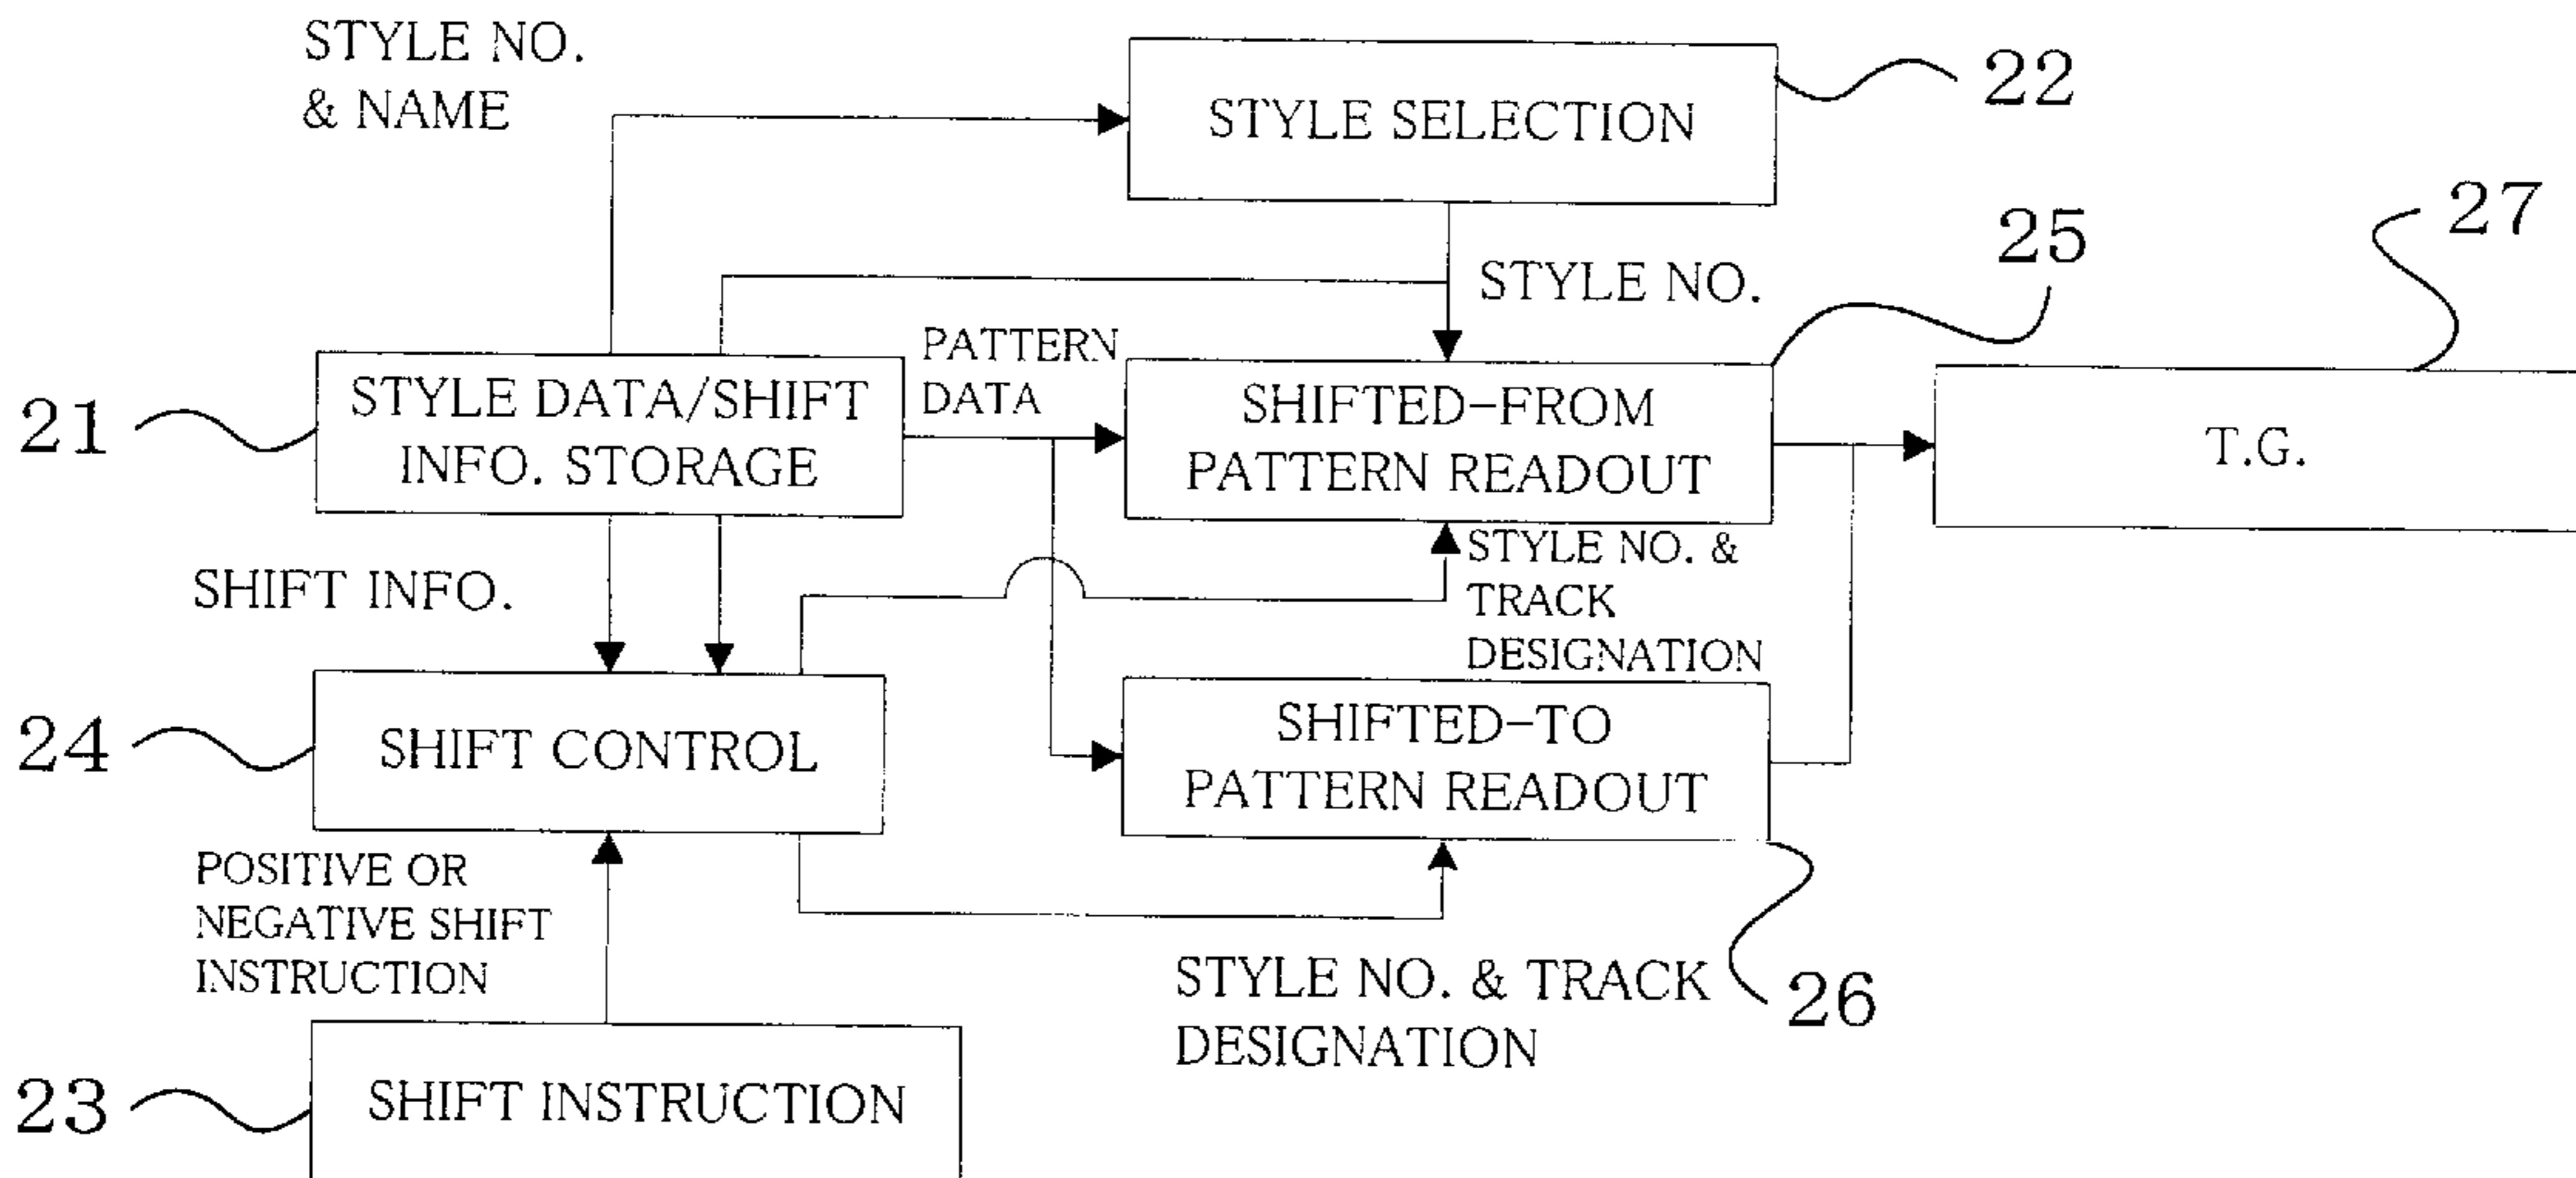 STYLE NO.
& NAME
STYLE SELECTION
22
STYLE NO.
25
27
21
STYLE DATA/SHIFT
INFO. STORAGE
PATTERN
DATA
SHIFTED-FROM
PATTERN READOUT
T.G.
SHIFT INFO.
STYLE NO. &
TRACK
DESIGNATION
24
SHIFT CONTROL
SHIFTED-TO
PATTERN READOUT
POSITIVE OR
NEGATIVE SHIFT
INSTRUCTION
STYLE NO. & TRACK
DESIGNATION
26
23
SHIFT INSTRUCTION